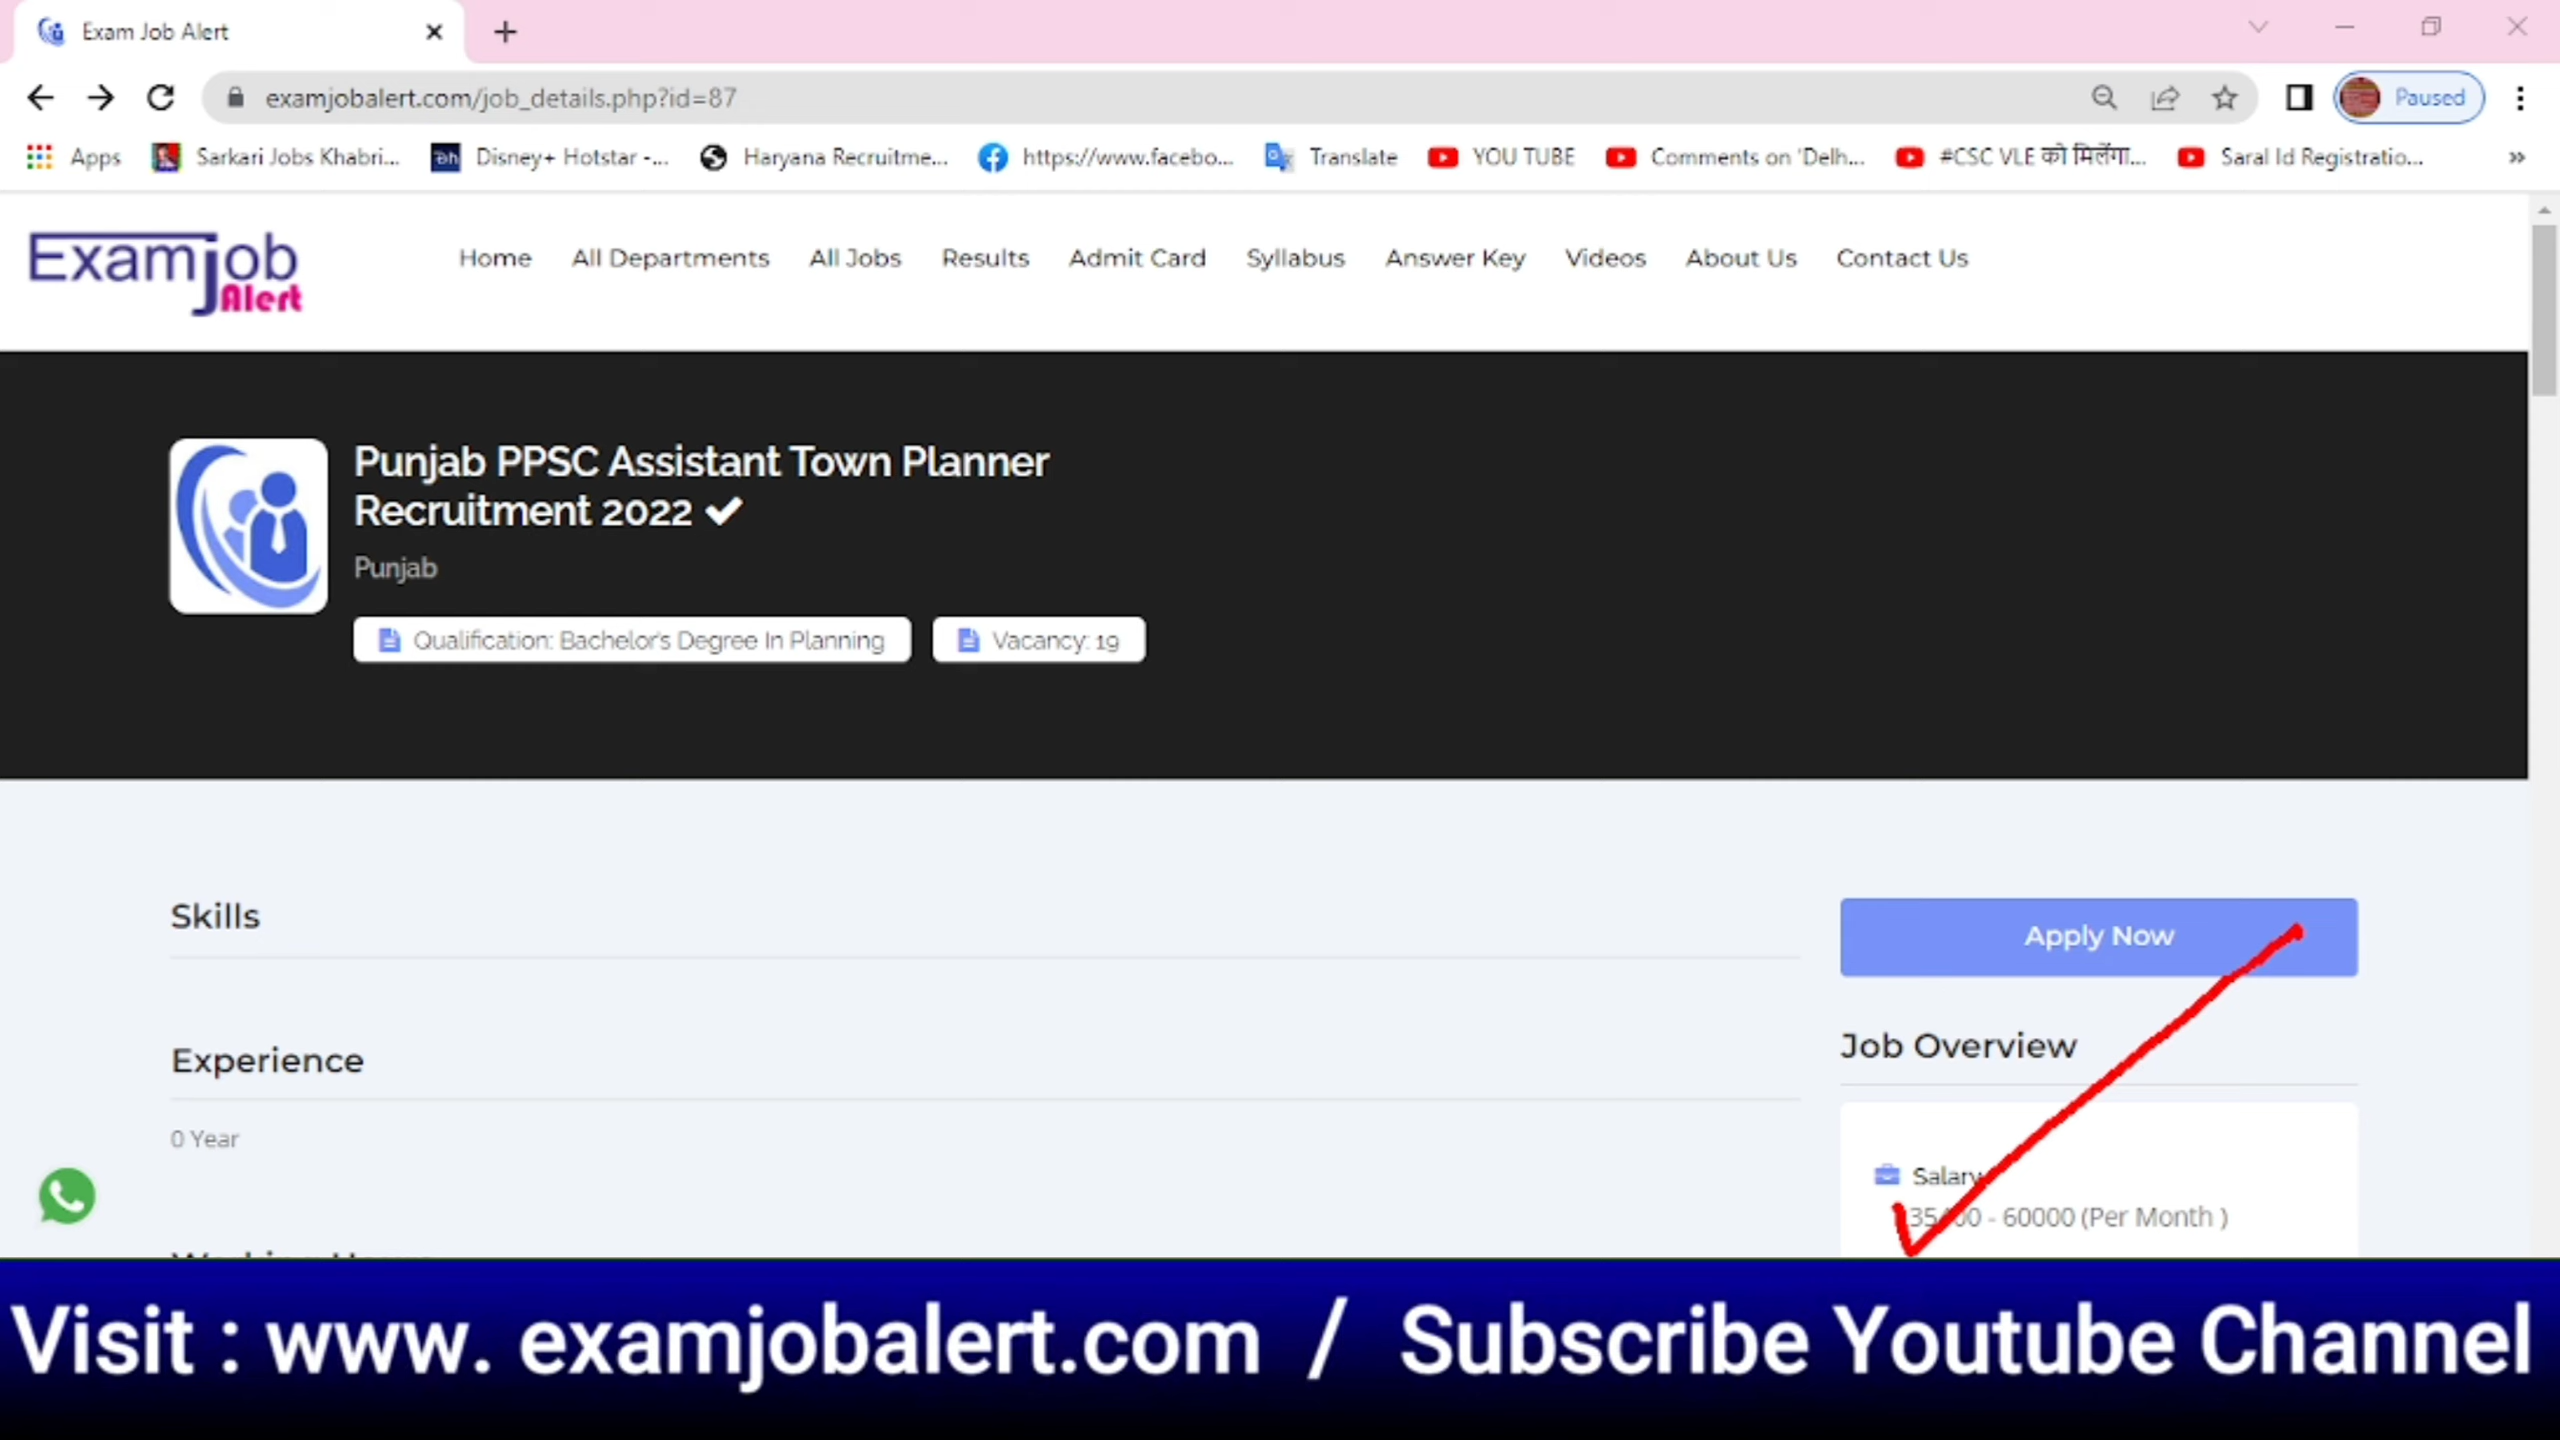 Exam Job Alert
examjobalert.com/job_details.php?id=87
Paused
Apps
Sarkari Jobs Khabri...
Disney+ Hotstar -...
Haryana Recruitme...
https://www.facebo...
Translate
YOU TUBE
Comments on 'Delh...
#CSC VLE को मिलेंगा...
Saral Id Registratio...
Examjob
Alert
Home
All Departments
All Jobs
Results
Admit Card
Syllabus
Answer Key
Videos
About Us
Contact Us
Punjab PPSC Assistant Town Planner
Recruitment 2022
Punjab
Qualification: Bachelor's Degree In Planning
Vacancy: 19
Skills
Apply Now
Experience
Job Overview
0 Year
Salary
35400 - 60000 (Per Month )
Visit : www. examjobalert.com / Subscribe Youtube Channel